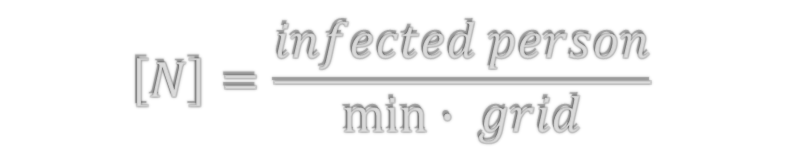 [N] = infected person / min · grid